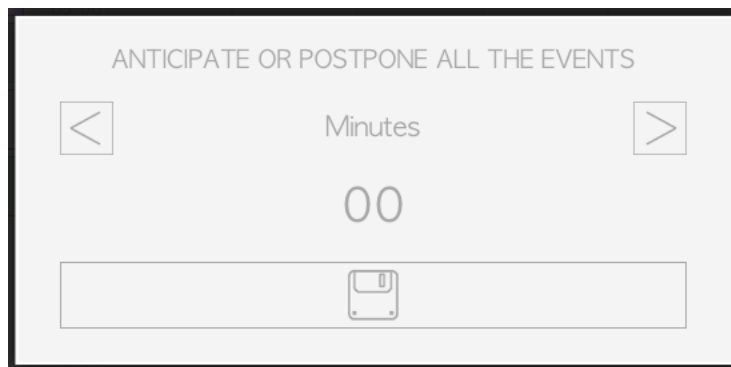 ANTICIPATE OR POSTPONE ALL THE EVENTS
< Minutes >
00